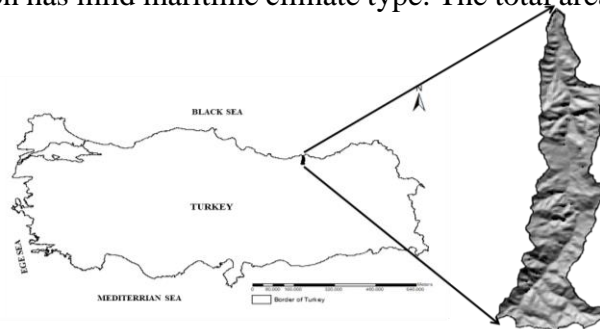 on has mild maritime climate type. The total area
N
BLACK SEA
TURKEY
EGE SEA
MEDITERRIAN SEA
Meters
Border of Turkey